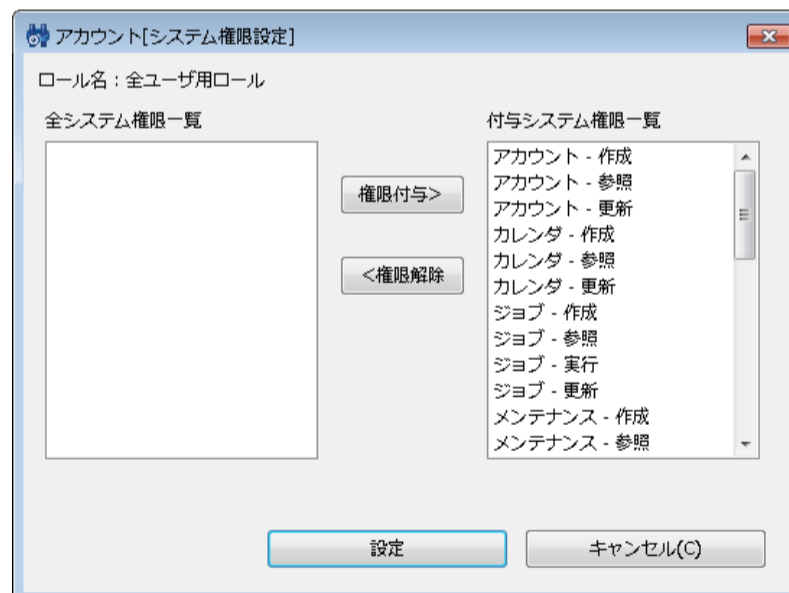 アカウント[システム権限設定]
ロール名：全ユーザ用ロール
全システム権限一覧
付与システム権限一覧
権限付与>
<権限解除
アカウント - 作成
アカウント - 参照
アカウント - 更新
カレンダ - 作成
カレンダ - 参照
カレンダ - 更新
ジョブ - 作成
ジョブ - 参照
ジョブ - 実行
ジョブ - 更新
メンテナンス - 作成
メンテナンス - 参照
設定
キャンセル(C)